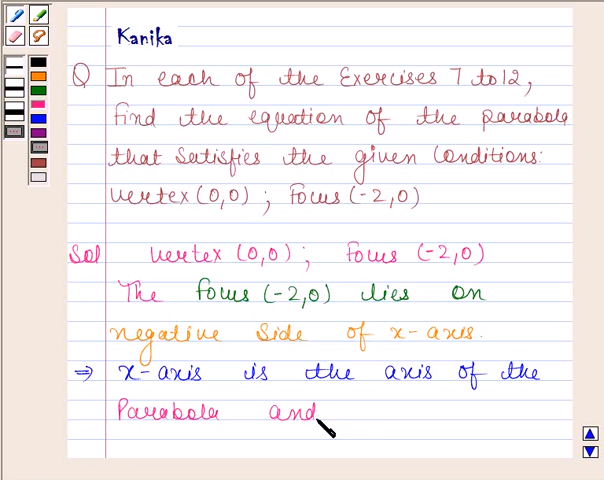 Kanika
Q In each of the Exercises 7 to 12,
find the equation of the parabola
that satisfies the given conditions:
vertex (0,0) ; Focus (-2,0)
Sol vertex (0,0) ; focus (-2,0)
The focus (-2,0) lies on
negative side of x-axis.
⇒ x-axis is the axis of the
Parabola and